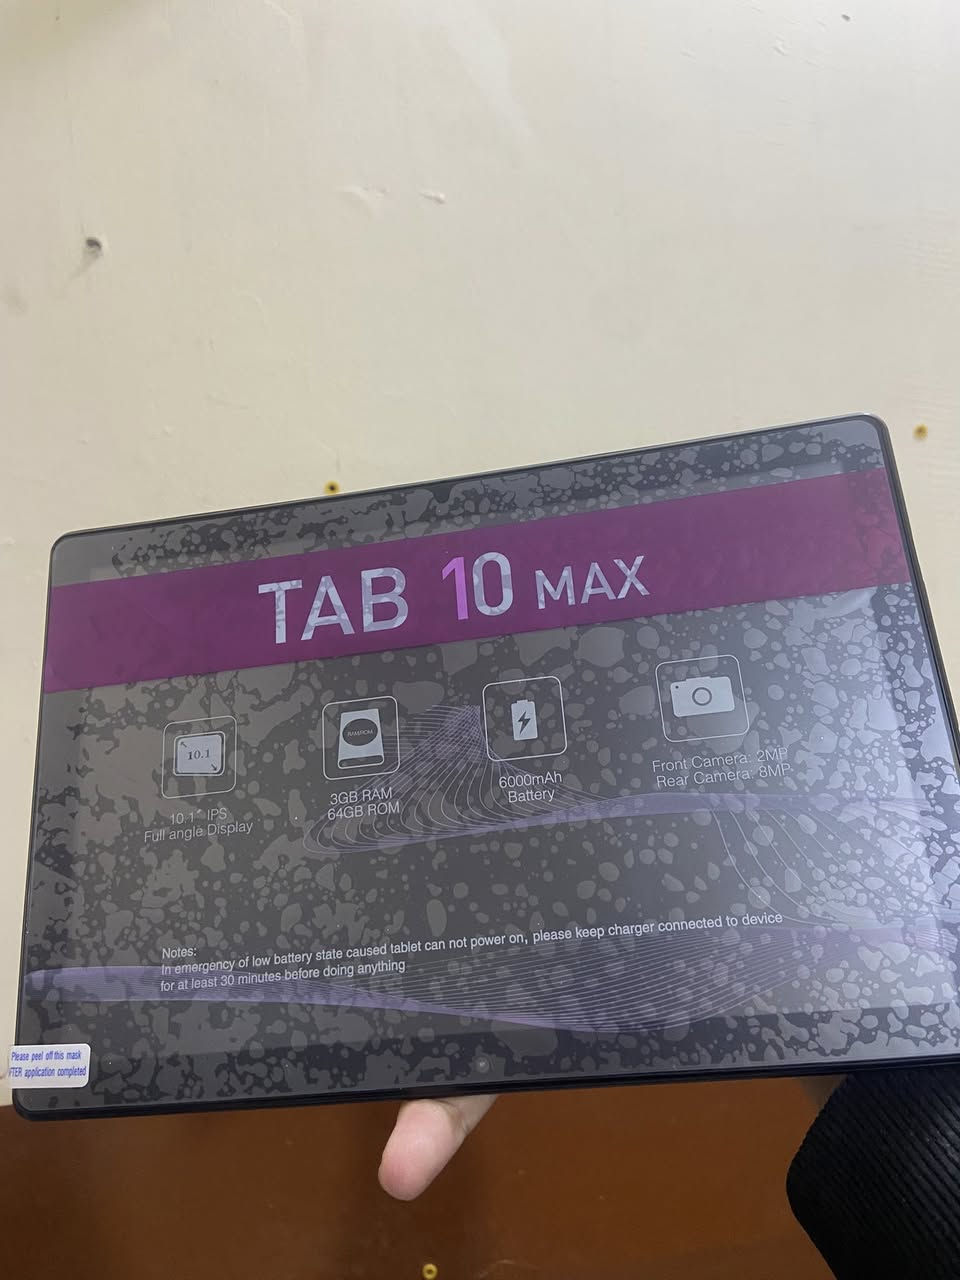 TAB 10 MAX
10.1
10.1" IPS
Full angle Display
RAM/ROM
3GB RAM
64GB ROM
6000mAh
Battery
Front Camera: 2MP
Rear Camera: 8MP
Notes:
In emergency of low battery state caused tablet can not power on, please keep charger connected to device
for at least 30 minutes before doing anything
Please peel off this mask
FTER application completed